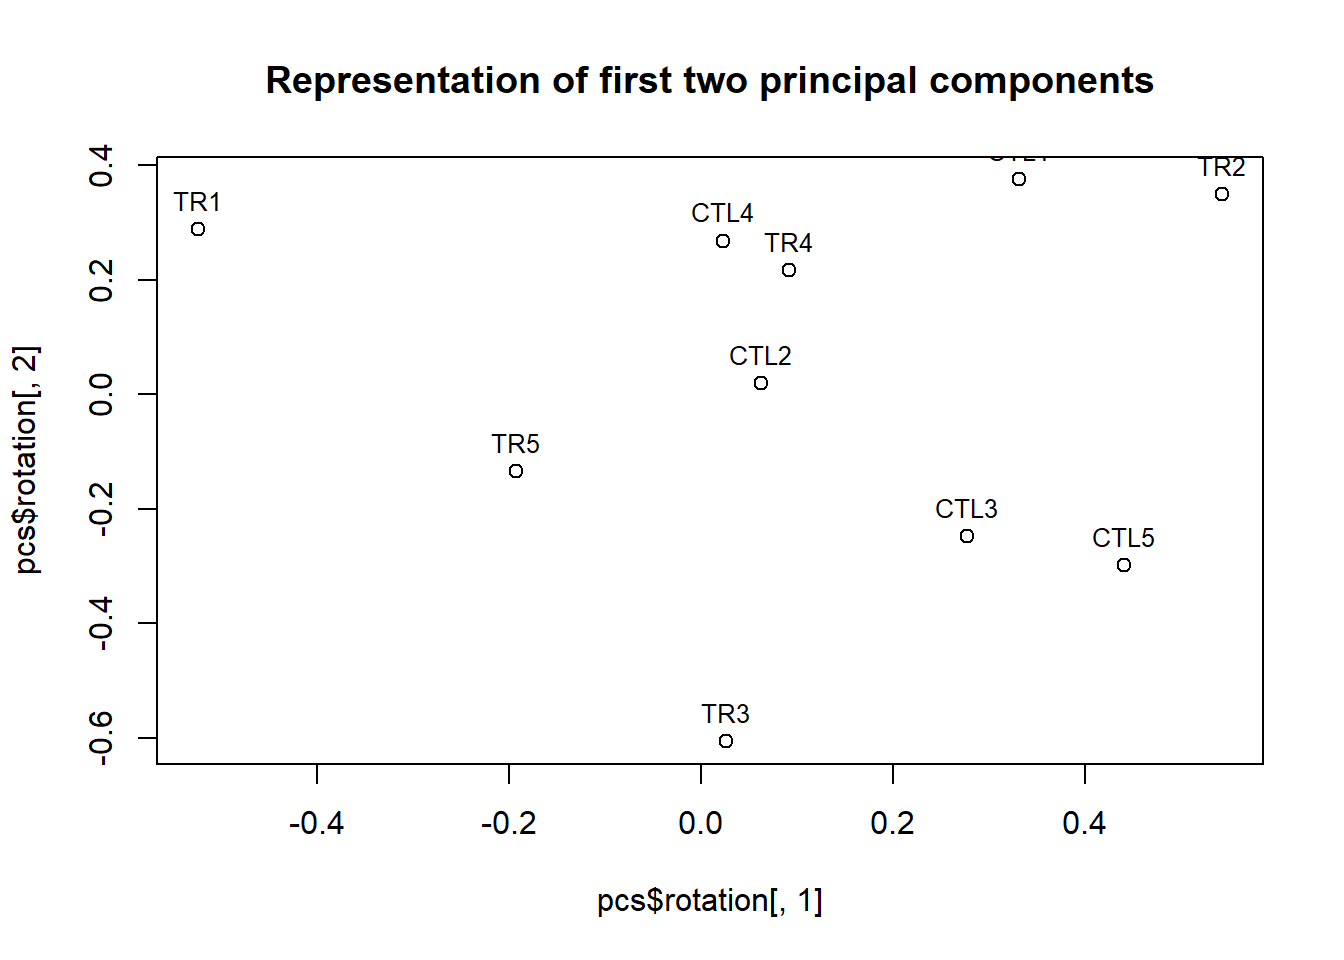 Representation of first two principal components
pcs$rotation[, 2]
0.4
0.2
0.0
-0.2
-0.4
-0.6
TR1
CTL4
TR4
TR2
CTL2
TR5
CTL3
CTL5
TR3
-0.4 -0.2 0.0 0.2 0.4
pcs$rotation[, 1]